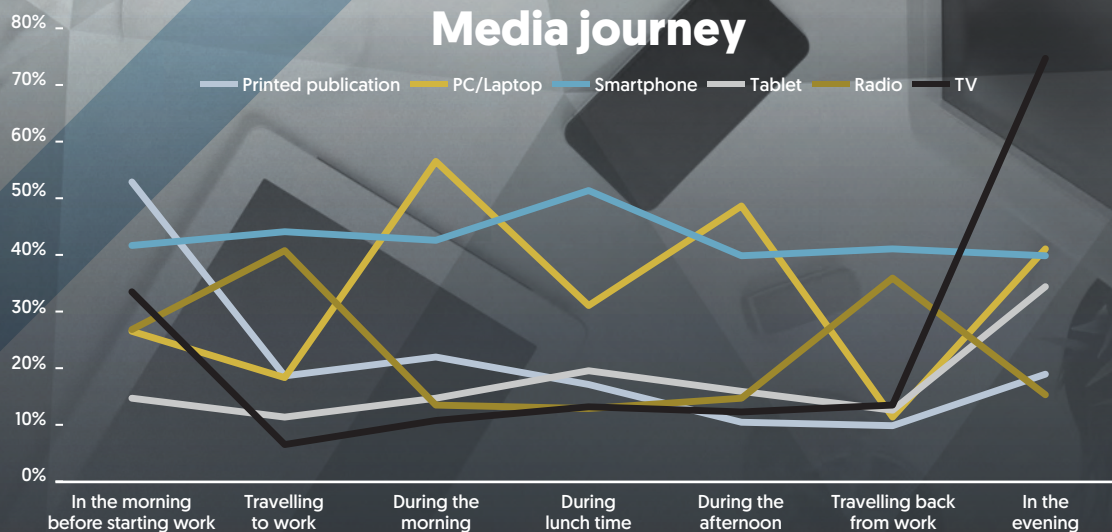 Media journey
Printed publication PC/Laptop Smartphone Tablet Radio TV
80%
70%
60%
50%
40%
30%
20%
10%
0%
In the morning
before starting work
Travelling
to work
During the
morning
During
lunch time
During the
afternoon
Travelling back
from work
In the
evening